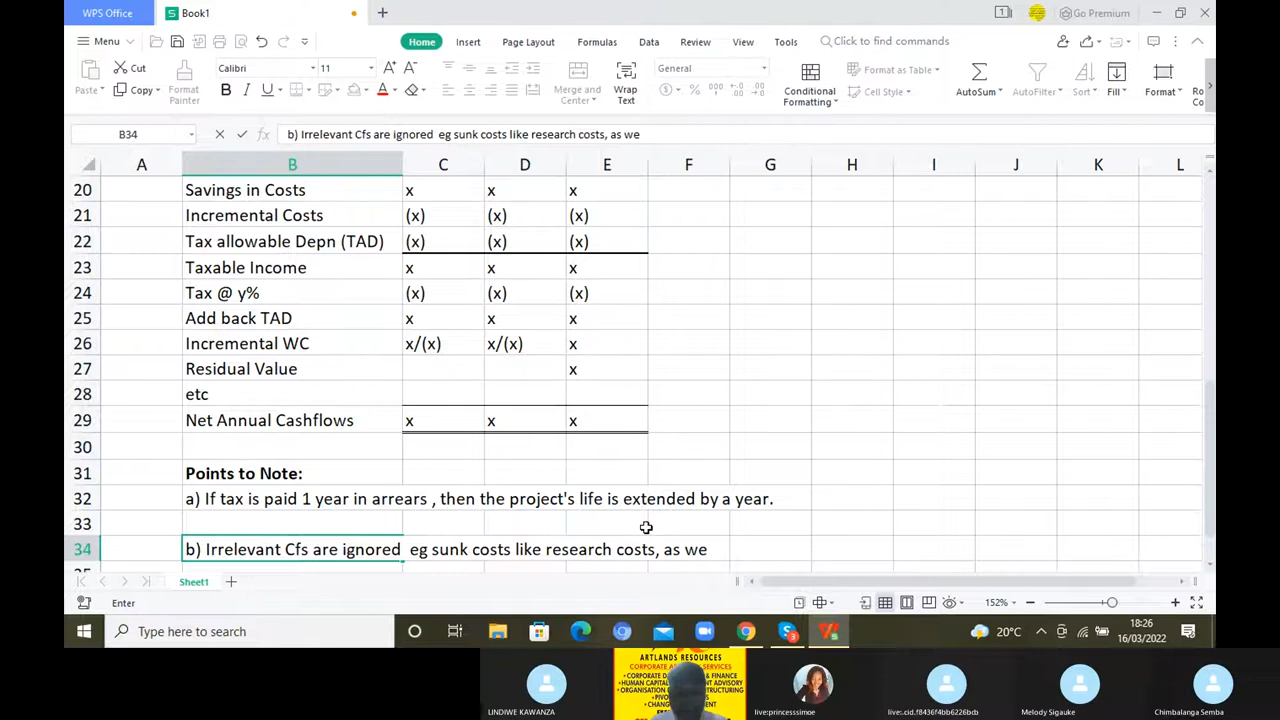 WPS Office
Book1
1
Go Premium
Menu
Home
Insert
Page Layout
Formulas
Data
Review
View
Tools
Click to find commands
Paste
Cut
Copy
Format Painter
Calibri
11
Merge and Center
Wrap Text
General
Conditional Formatting
Format as Table
Cell Style
AutoSum
AutoFilter
Sort
Fill
Format
B34
b) Irrelevant Cfs are ignored eg sunk costs like research costs, as we
A B C D E F G H I J K L
20 Savings in Costs x x x
21 Incremental Costs (x) (x) (x)
22 Tax allowable Depn (TAD) (x) (x) (x)
23 Taxable Income x x x
24 Tax @ y% (x) (x) (x)
25 Add back TAD x x x
26 Incremental WC x/(x) x/(x) x
27 Residual Value x
28 etc
29 Net Annual Cashflows x x x
30
31 Points to Note:
32 a) If tax is paid 1 year in arrears , then the project's life is extended by a year.
33
34 b) Irrelevant Cfs are ignored eg sunk costs like research costs, as we
Sheet1
Enter
152%
Type here to search
20°C
18:26
16/03/2022
ARTLANDS RESOURCES
LINDIWE KAWANZA
live:princesssimoe
live:.cid.f8436f4bb6226bcb
Melody Sigauke
Chimbalanga Semba